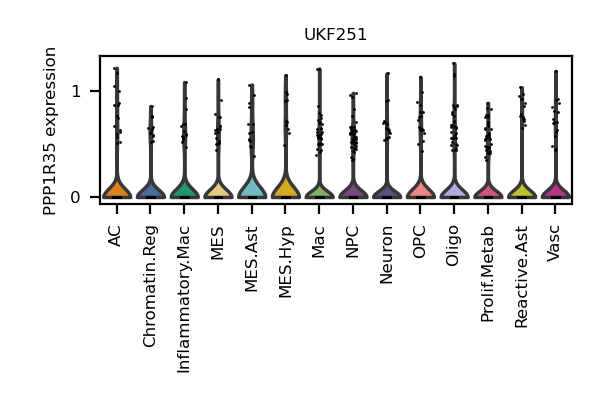 UKF251
PPP1R35 expression
1
0
AC
Chromatin.Reg
Inflammatory.Mac
MES
MES.Ast
MES.Hyp
Mac
NPC
Neuron
OPC
Oligo
Prolif.Metab
Reactive.Ast
Vasc